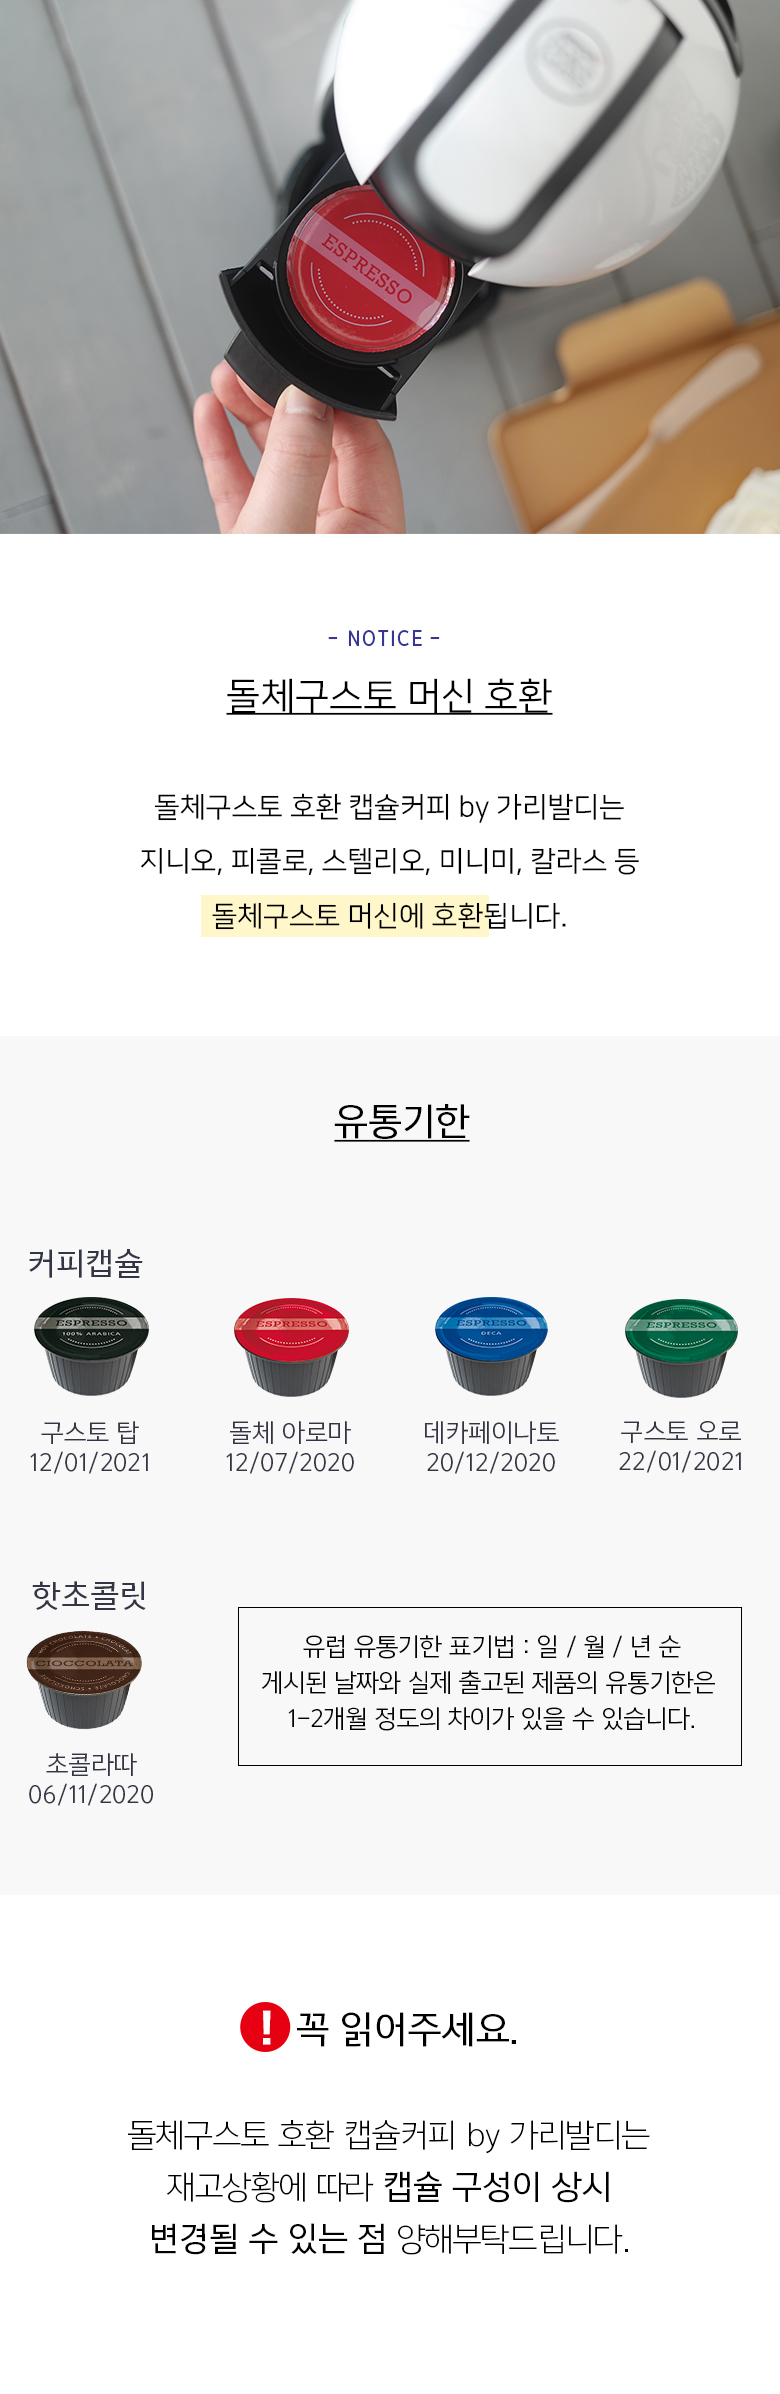 ESPRESSO
- NOTICE -
돌체구스토 머신 호환
돌체구스토 호환 캡슐커피 by 가리발디는
지니오, 피콜로, 스텔리오, 미니미, 칼라스 등
돌체구스토 머신에 호환됩니다.
유통기한
커피캡슐
ESPRESSO
100% ARABICA
ESPRESSO
ESPRESSO
DECA
ESPRESSO
구스토 탑
12/01/2021
돌체 아로마
12/07/2020
데카페이나토
20/12/2020
구스토 오로
22/01/2021
핫초콜릿
HOT CHOCOLATE • CHOCOLAT
CIOCCOLATA
초콜라따
06/11/2020
유럽 유통기한 표기법 : 일 / 월 / 년 순
게시된 날짜와 실제 출고된 제품의 유통기한은
1-2개월 정도의 차이가 있을 수 있습니다.
! 꼭 읽어주세요.
돌체구스토 호환 캡슐커피 by 가리발디는
재고상황에 따라 캡슐 구성이 상시
변경될 수 있는 점 양해부탁드립니다.